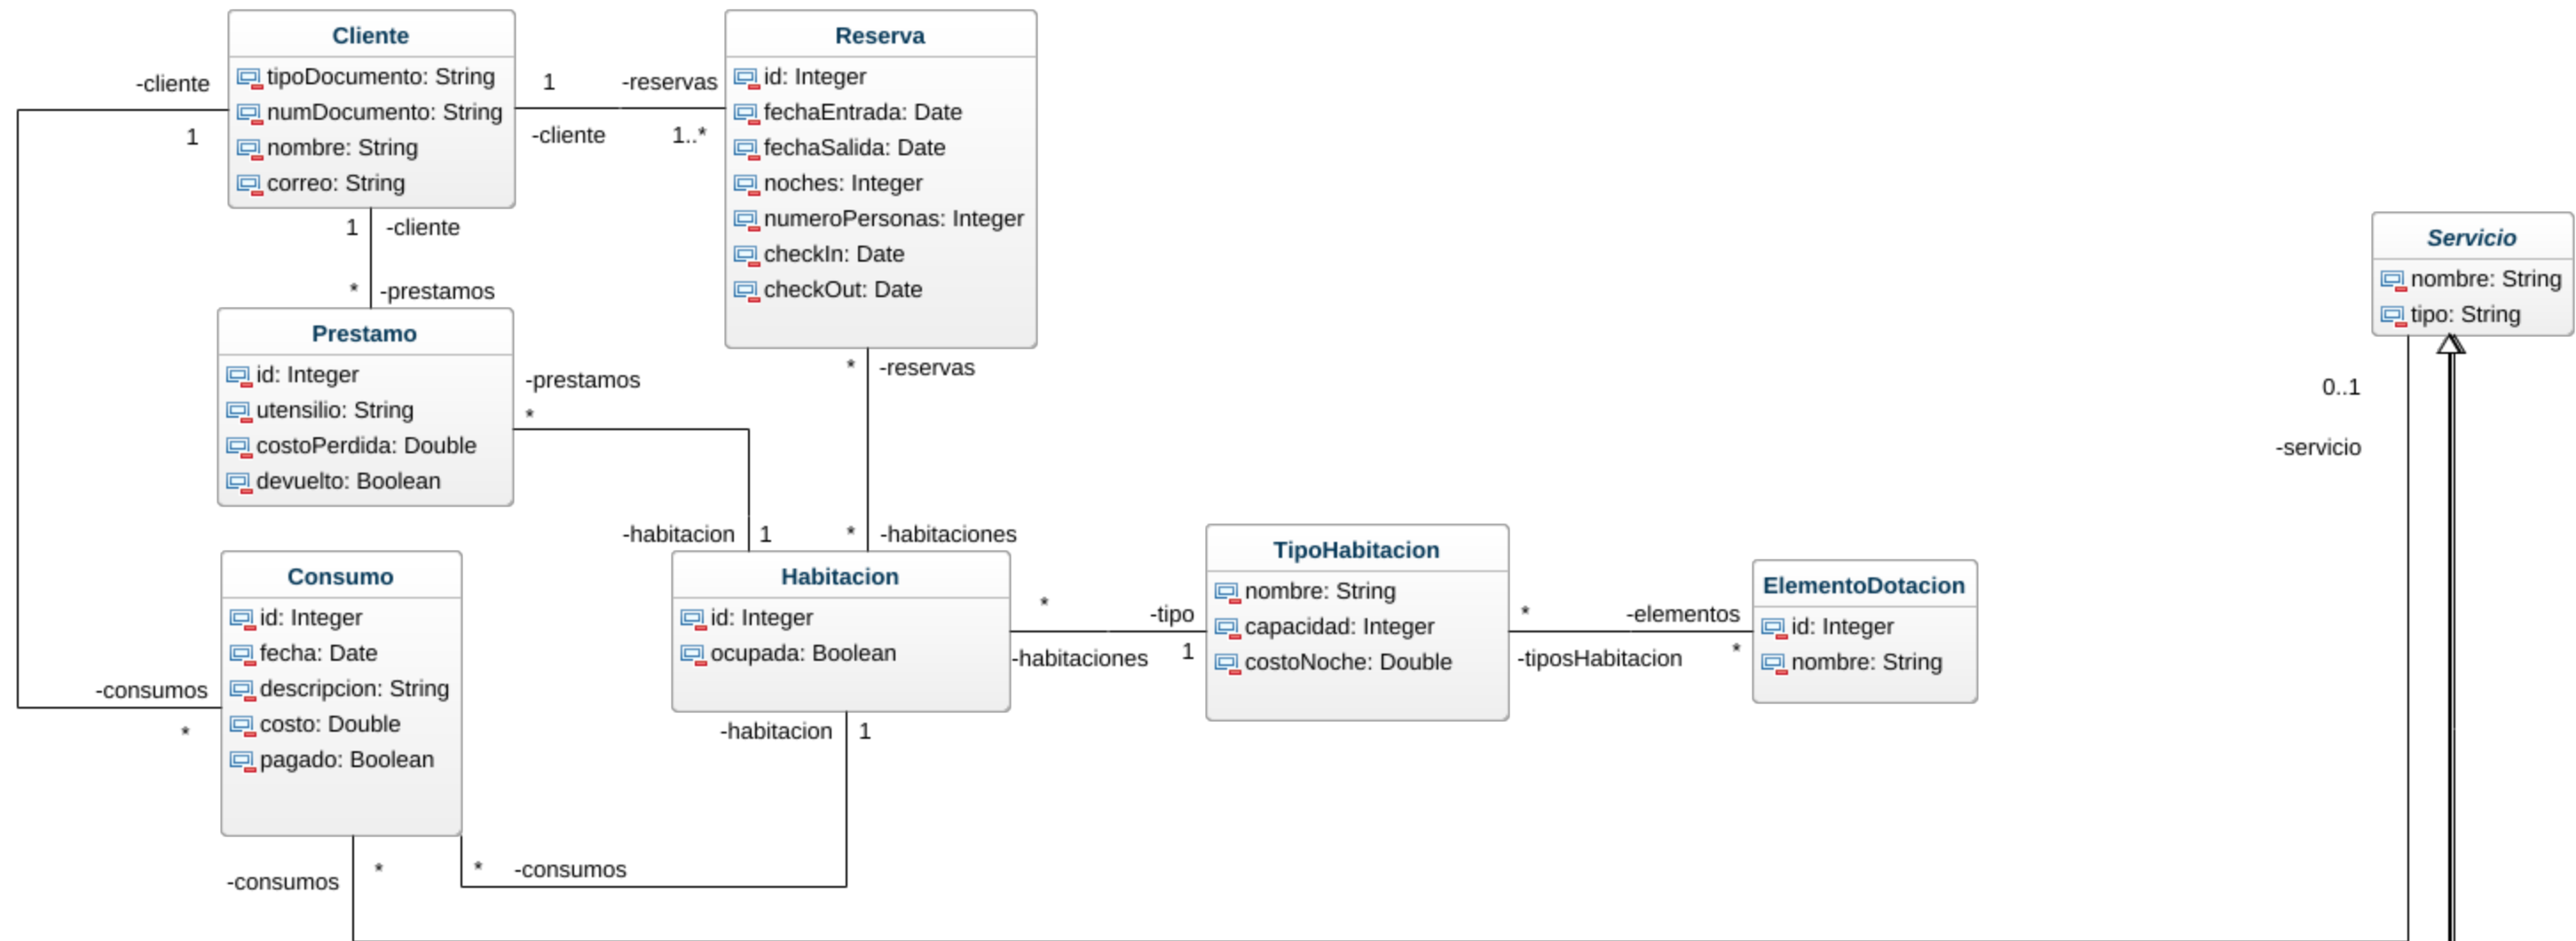 Cliente
tipoDocumento: String
numDocumento: String
nombre: String
correo: String
-cliente
1
1
-reservas
-cliente
1..*
Reserva
id: Integer
fechaEntrada: Date
fechaSalida: Date
noches: Integer
numeroPersonas: Integer
checkIn: Date
checkOut: Date
1
-cliente
*
-prestamos
Prestamo
id: Integer
utensilio: String
costoPerdida: Double
devuelto: Boolean
-prestamos
*
*
-reservas
Servicio
nombre: String
tipo: String
0..1
-servicio
-habitacion
1
*
-habitaciones
Consumo
id: Integer
fecha: Date
descripcion: String
costo: Double
pagado: Boolean
-consumos
*
Habitacion
id: Integer
ocupada: Boolean
*
-tipo
-habitaciones
1
TipoHabitacion
nombre: String
capacidad: Integer
costoNoche: Double
*
-elementos
-tiposHabitacion
*
ElementoDotacion
id: Integer
nombre: String
-habitacion
1
*
-consumos
-consumos
*